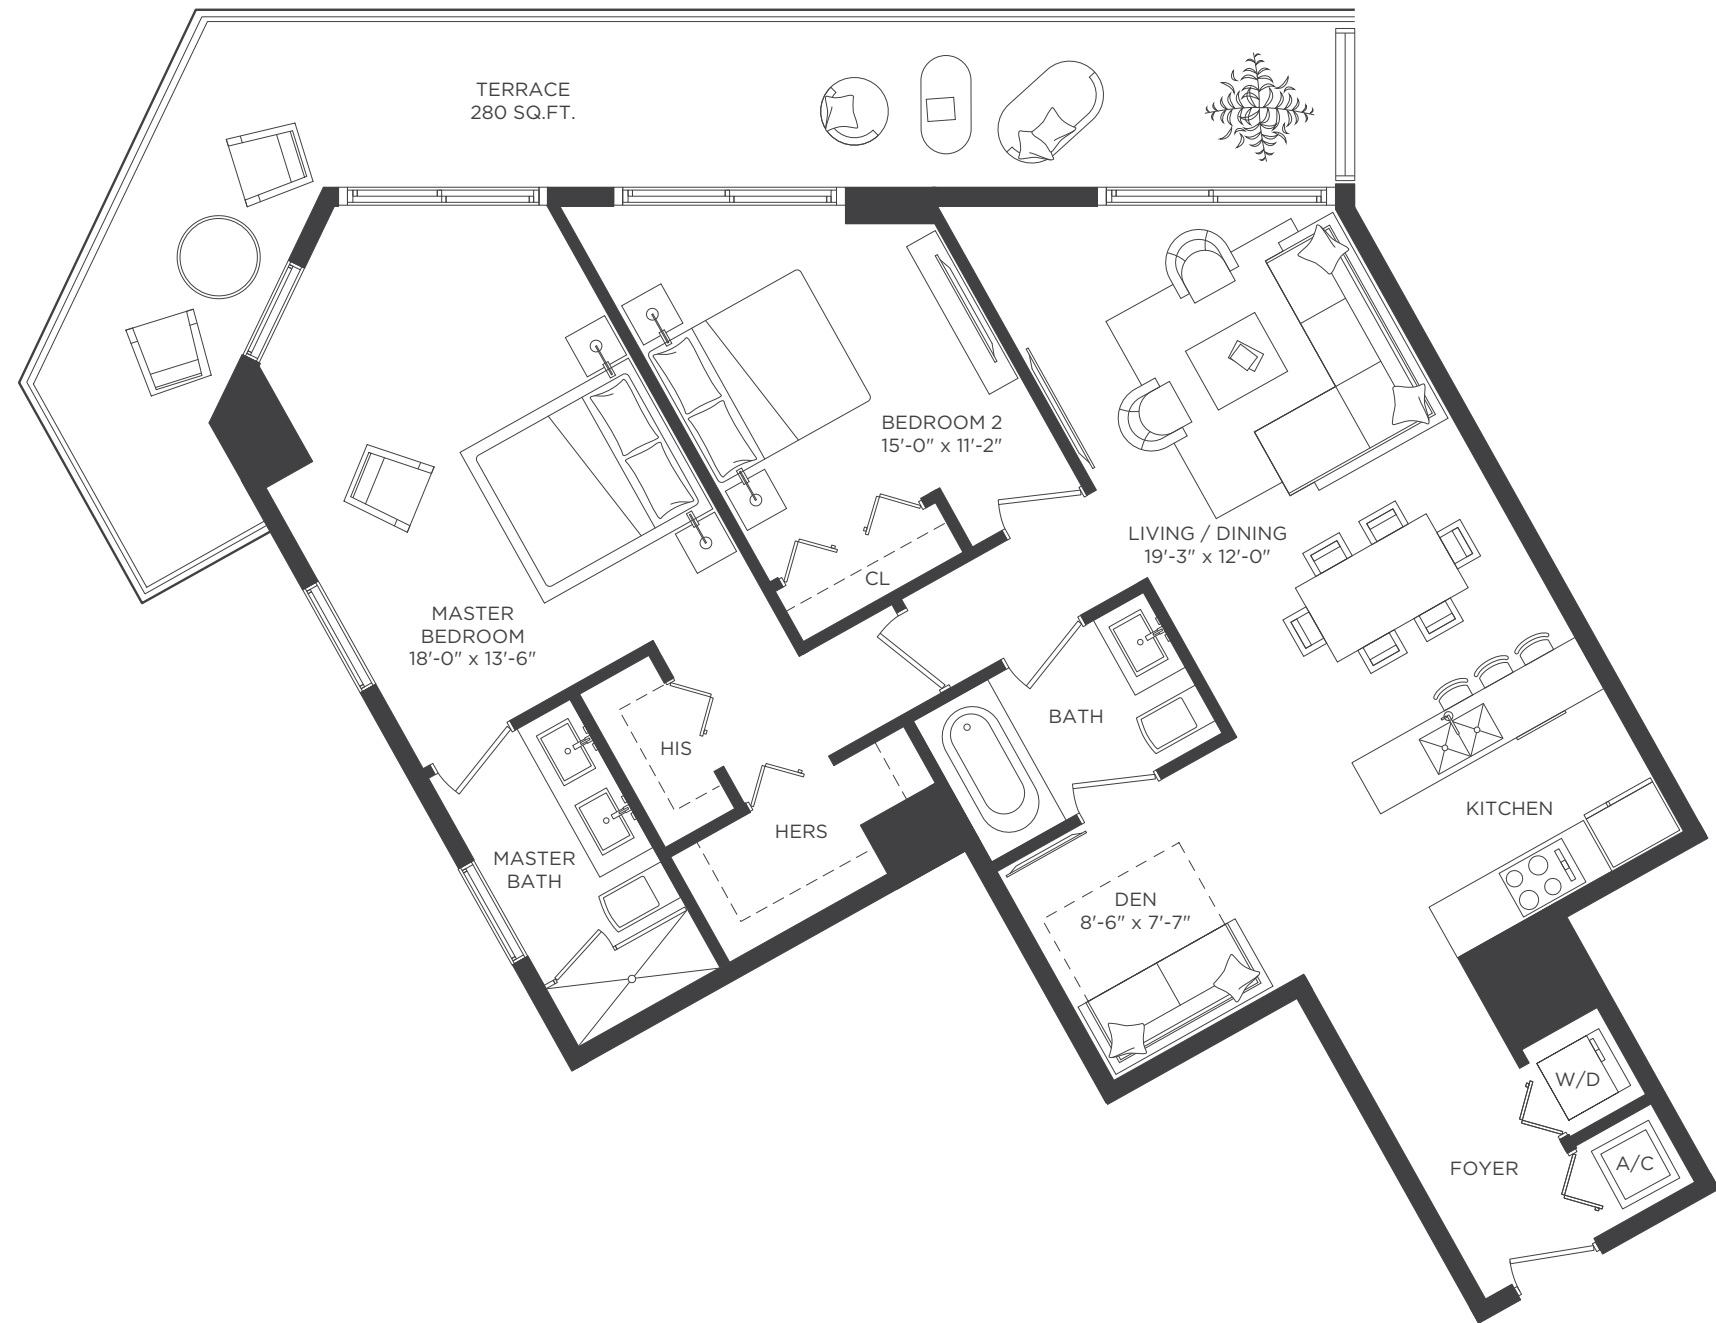 TERRACE
280 SQ.FT.
BEDROOM 2
15'-0" x 11'-2"
LIVING / DINING
19'-3" x 12'-0"
CL
MASTER
BEDROOM
18'-0" x 13'-6"
BATH
HIS
KITCHEN
HERS
MASTER
BATH
DEN
8'-6" x 7'-7"
W/D
FOYER
A/C